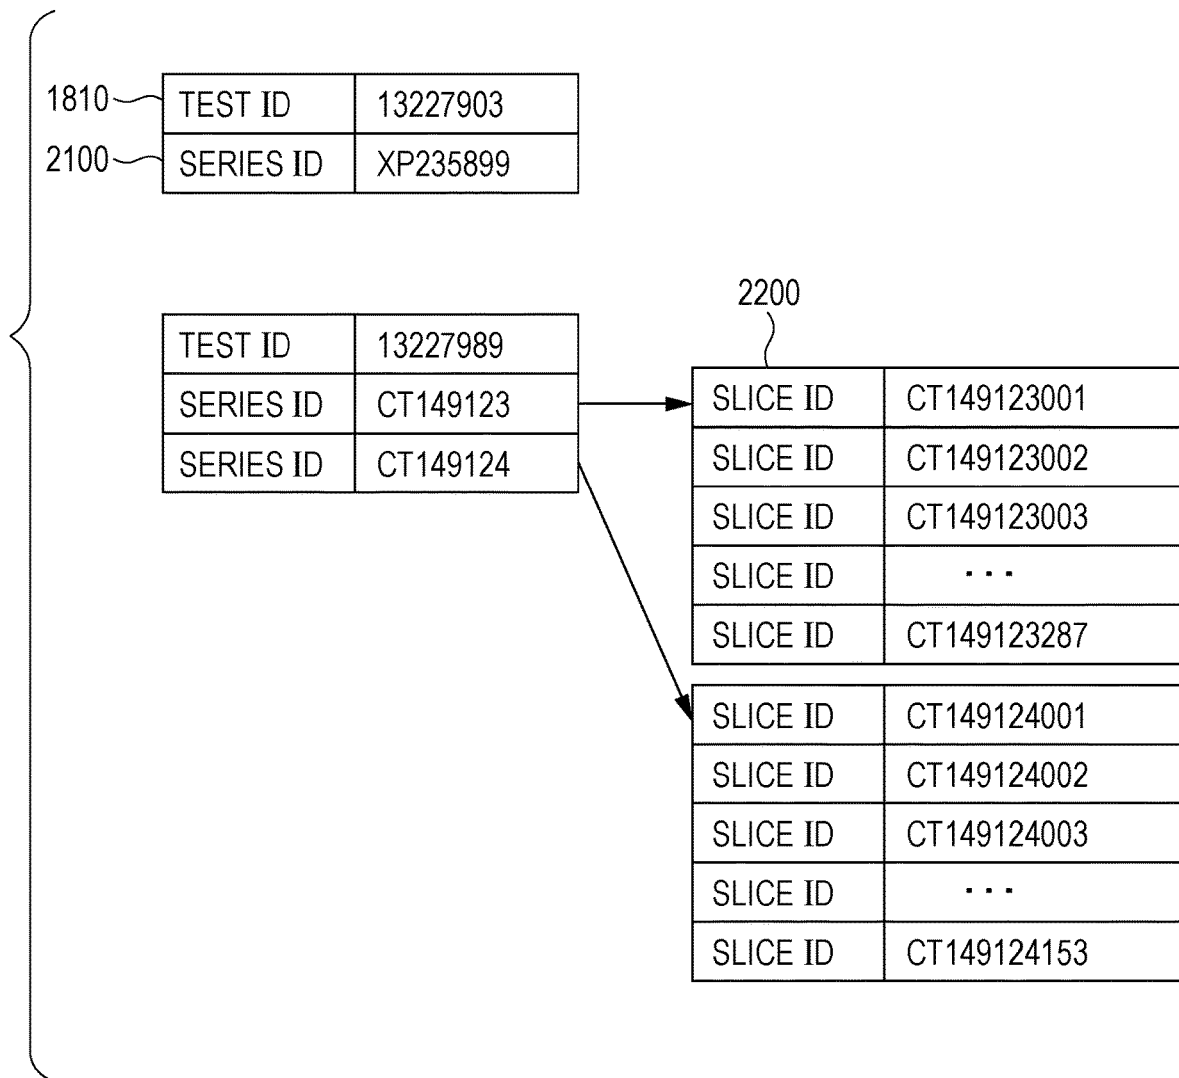 1810 TEST ID 13227903
2100 SERIES ID XP235899
TEST ID 13227989
SERIES ID CT149123
SERIES ID CT149124
2200
SLICE ID CT149123001
SLICE ID CT149123002
SLICE ID CT149123003
SLICE ID ···
SLICE ID CT149123287
SLICE ID CT149124001
SLICE ID CT149124002
SLICE ID CT149124003
SLICE ID ···
SLICE ID CT149124153